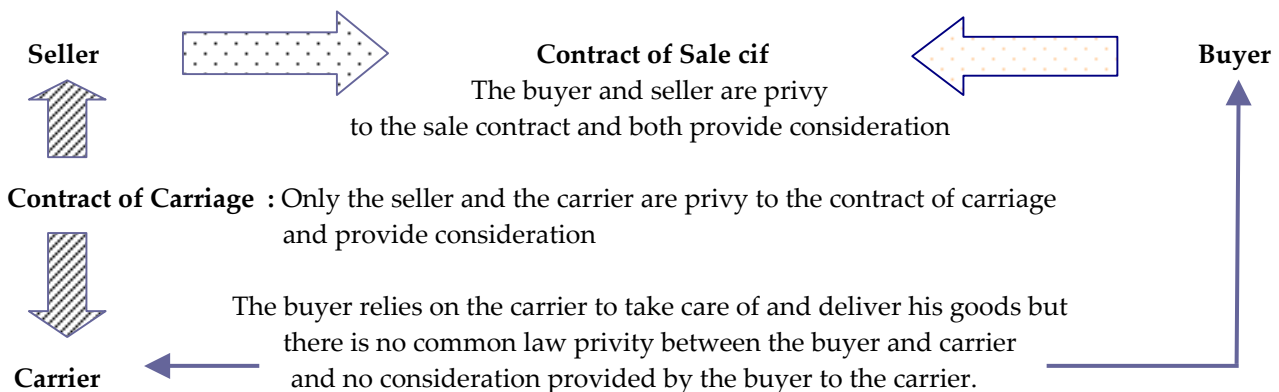 Seller Contract of Sale cif Buyer
The buyer and seller are privy
to the sale contract and both provide consideration
Contract of Carriage : Only the seller and the carrier are privy to the contract of carriage
and provide consideration
The buyer relies on the carrier to take care of and deliver his goods but
there is no common law privity between the buyer and carrier
Carrier and no consideration provided by the buyer to the carrier.